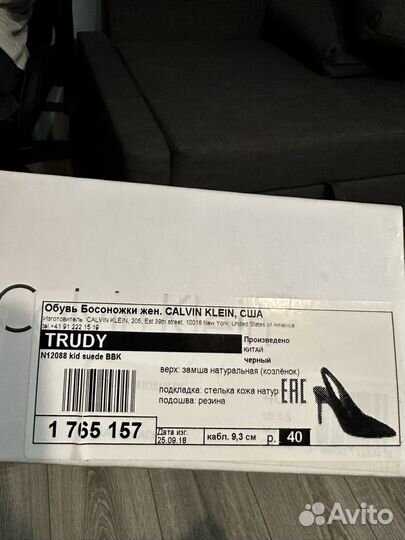 Обувь Босоножки жен. CALVIN KLEIN, США
Изготовитель CALVIN KLEIN, 205, Est 39th street, 10018 New York, United States of America
tel.+41 91 222 15 19
TRUDY
Произведено
КИТАЙ
N12088 kid suede BBK
черный
верх: замша натуральная (козлёнок)
подкладка: стелька кожа натур
подошва: резина
EAC
1 765 157
Дата изг.
25.09.18
кабл. 9,3 см
р. 40
Avito